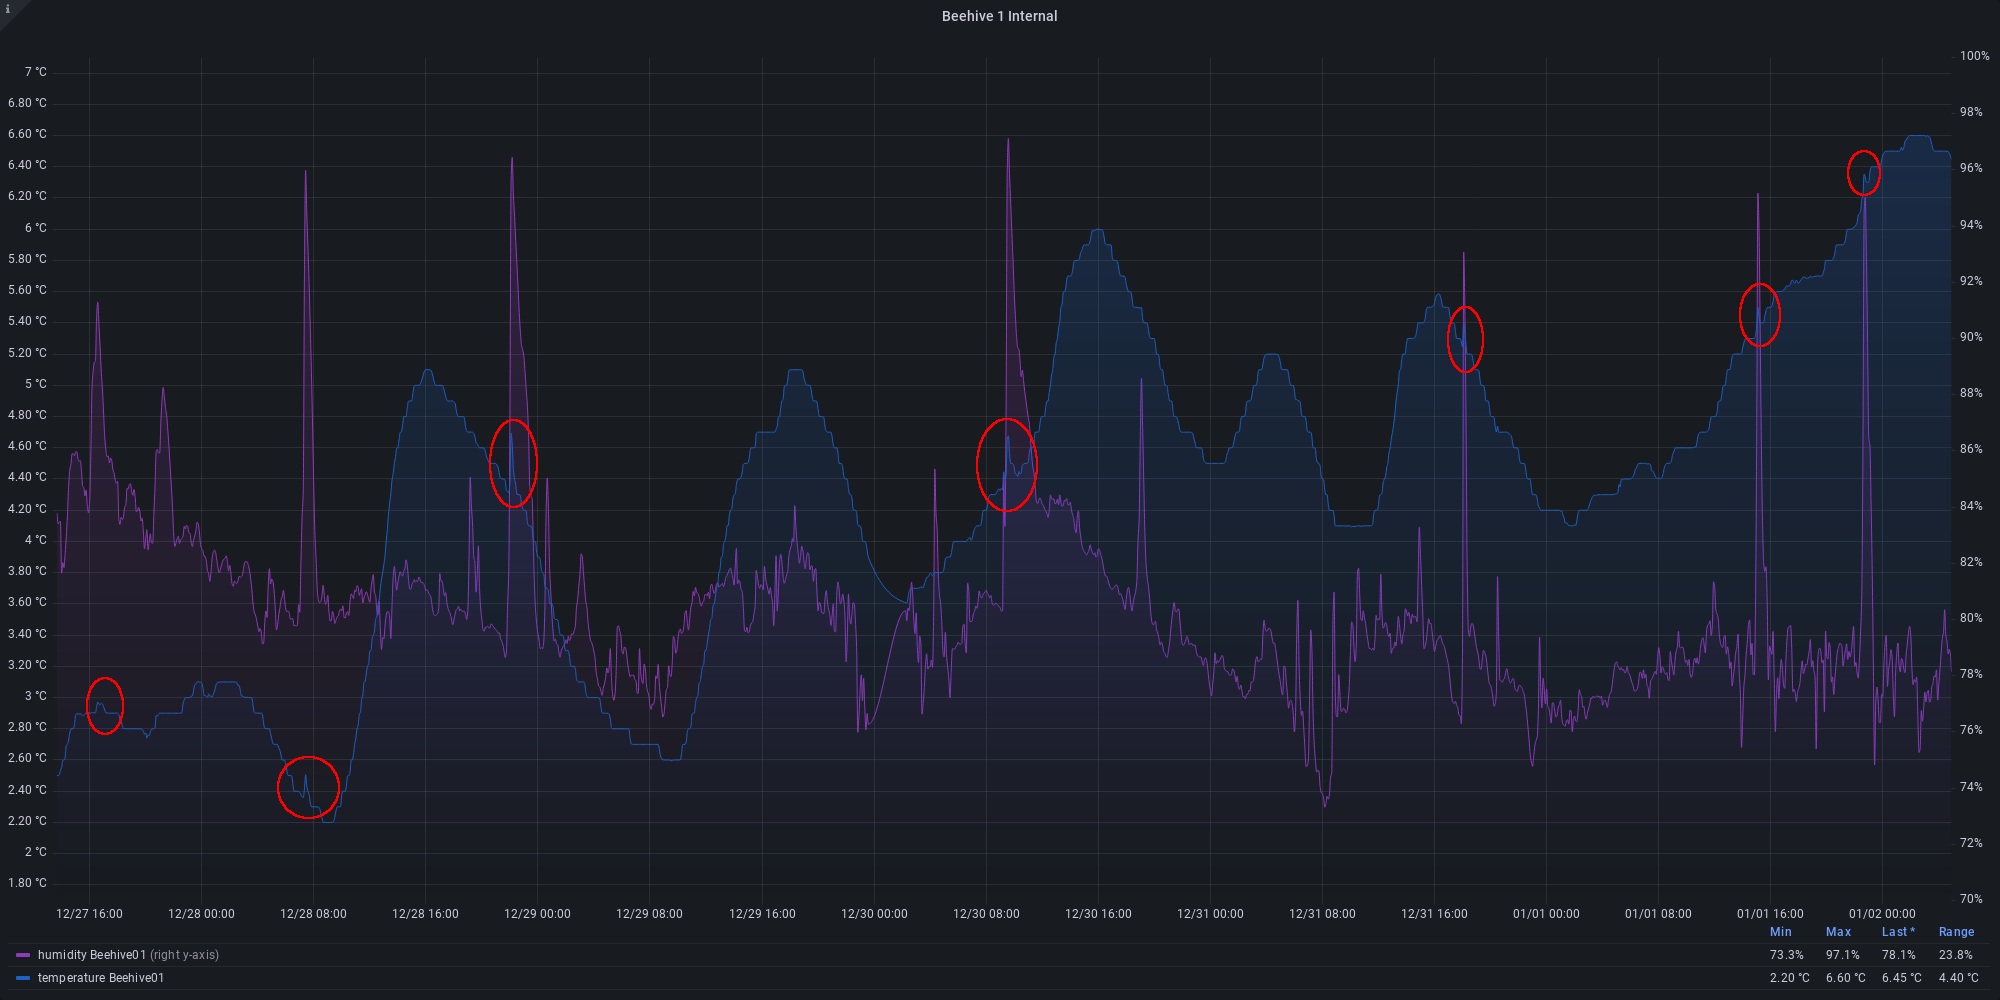 i
Beehive 1 Internal
100%
7 °C
6.80 °C
98%
6.60 °C
6.40 °C
96%
6.20 °C
6 °C
94%
5.80 °C
92%
5.60 °C
5.40 °C
90%
5.20 °C
5 °C
88%
4.80 °C
4.60 °C
86%
4.40 °C
4.20 °C
84%
4 °C
3.80 °C
82%
3.60 °C
80%
3.40 °C
3.20 °C
78%
3 °C
2.80 °C
76%
2.60 °C
2.40 °C
74%
2.20 °C
2 °C
72%
1.80 °C
70%
12/27 16:00 12/28 00:00 12/28 08:00 12/28 16:00 12/29 00:00 12/29 08:00 12/29 16:00 12/30 00:00 12/30 08:00 12/30 16:00 12/31 00:00 12/31 08:00 12/31 16:00 01/01 00:00 01/01 08:00 01/01 16:00 01/02 00:00
Min Max Last * Range
humidity Beehive01 (right y-axis) 73.3% 97.1% 78.1% 23.8%
temperature Beehive01 2.20 °C 6.60 °C 6.45 °C 4.40 °C